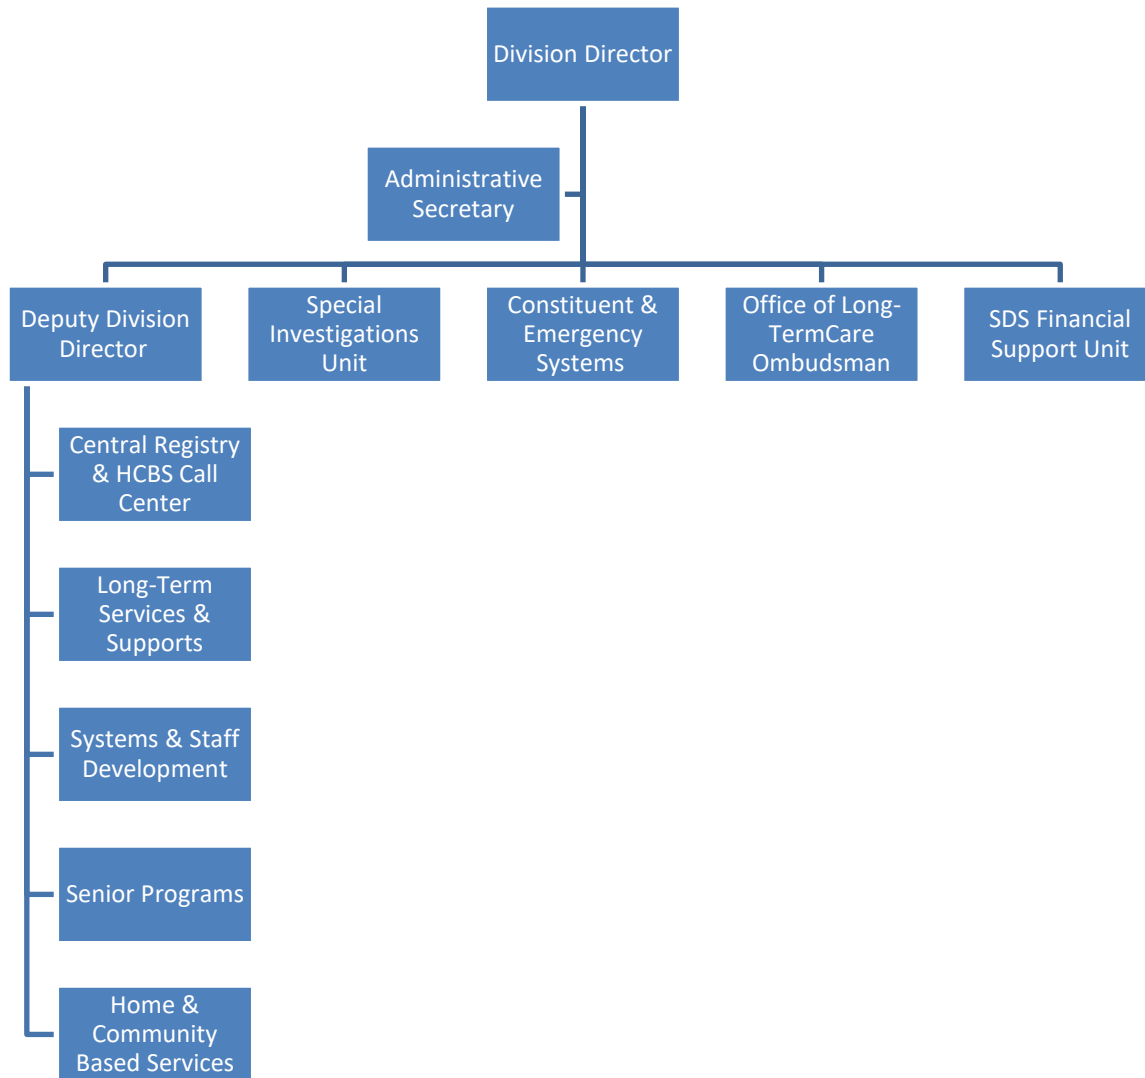 Division Director
Administrative
Secretary
Deputy Division
Director
Special
Investigations
Unit
Constituent &
Emergency
Systems
Office of Long-
TermCare
Ombudsman
SDS Financial
Support Unit
Central Registry
& HCBS Call
Center
Long-Term
Services &
Supports
Systems & Staff
Development
Senior Programs
Home &
Community
Based Services